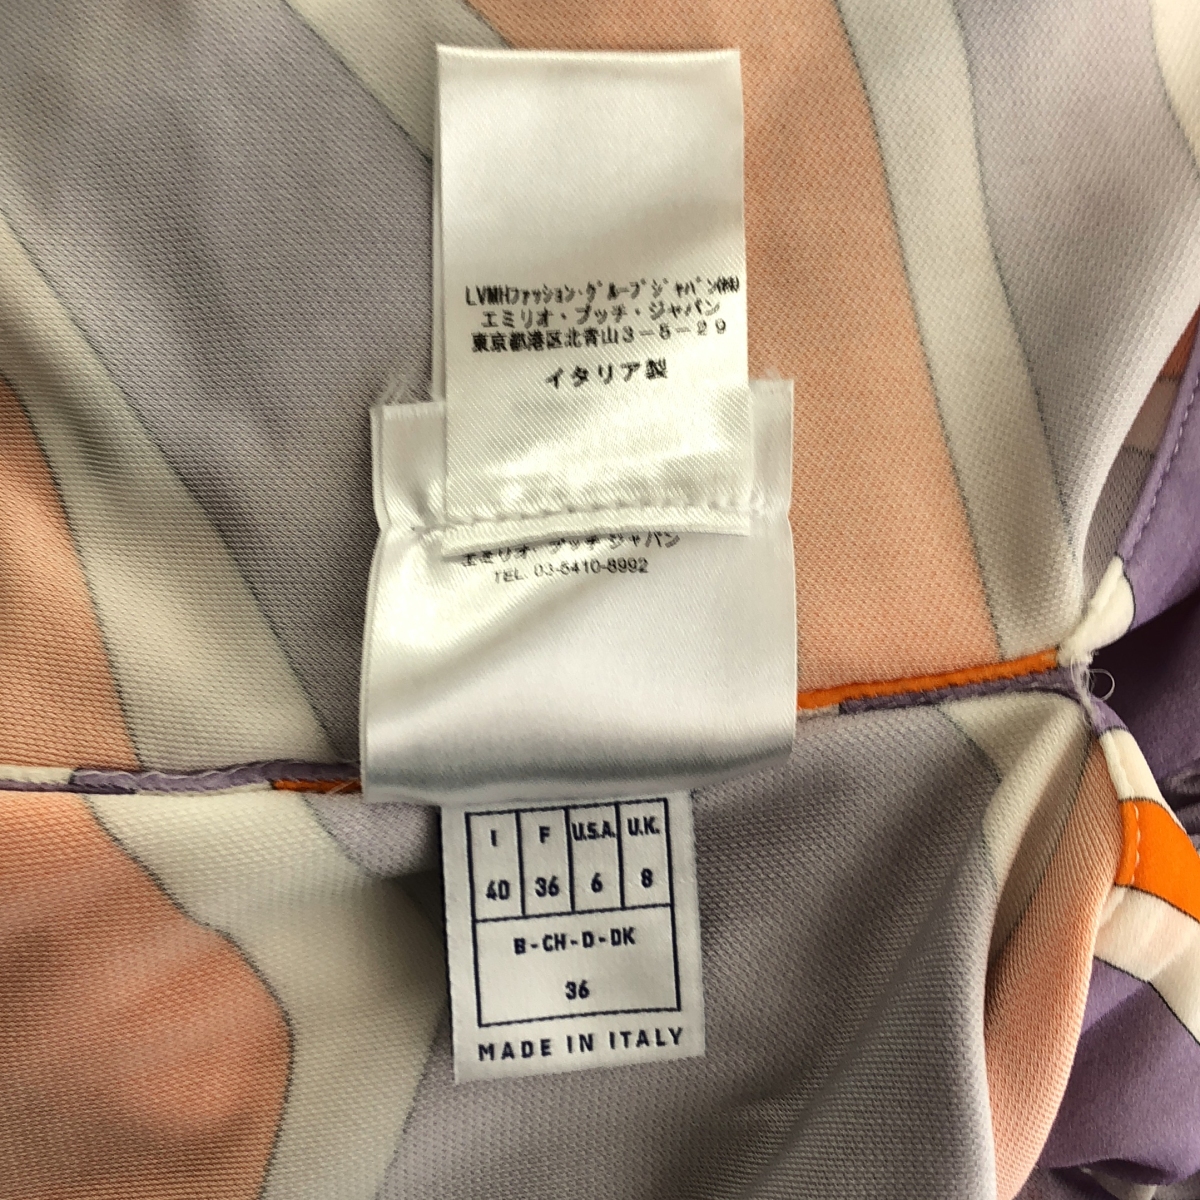 LVMHファッション・グループジャパン(株)
エミリオ・プッチ・ジャパン
東京都港区北青山3-5-29
イタリア製
エミリオ・プッチ ジャパン
TEL. 03-5410-8992
I F U.S.A. U.K.
40 36 6 8
B-CH-D-DK
36
MADE IN ITALY